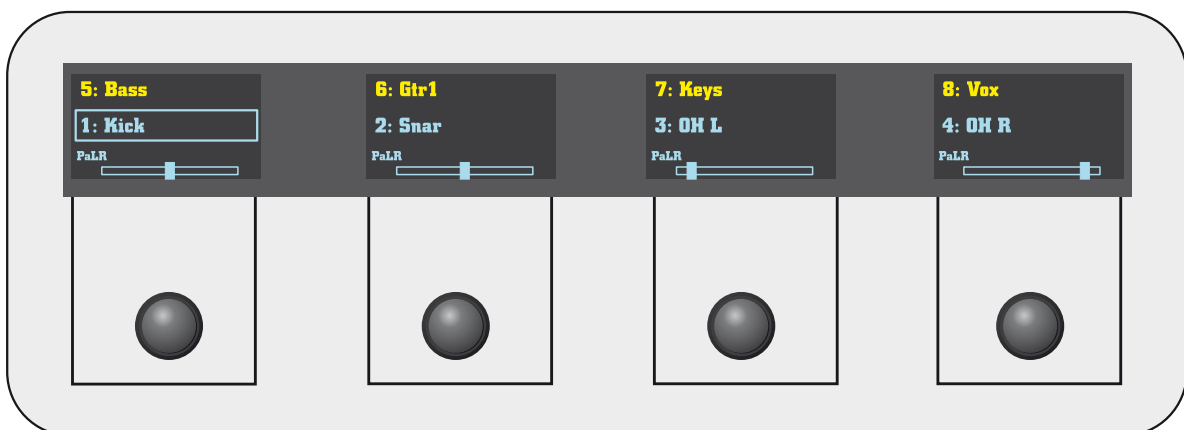 5: Bass
1: Kick
PaLR
6: Gtr1
2: Snar
PaLR
7: Keys
3: OH L
PaLR
8: Vox
4: OH R
PaLR